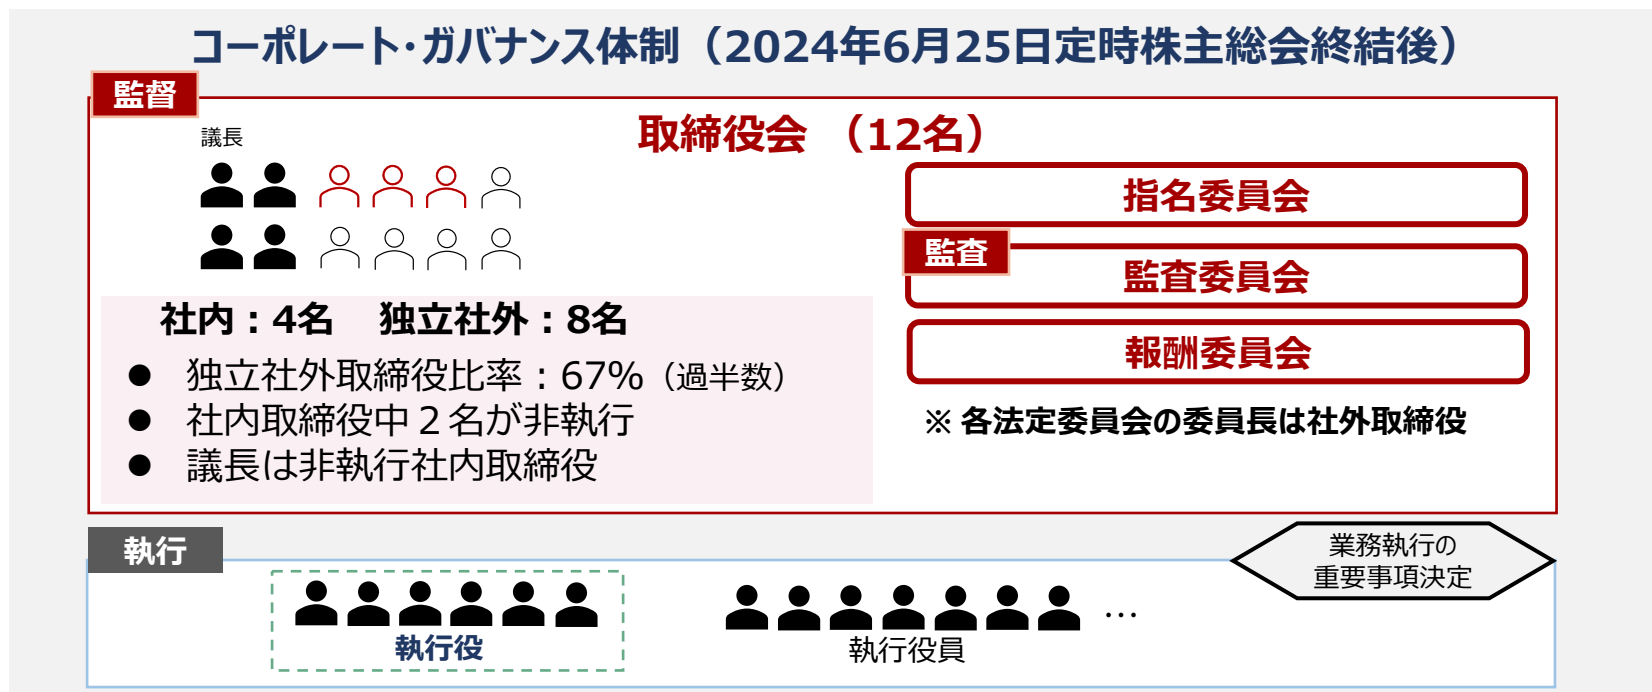 コーポレート・ガバナンス体制（2024年6月25日定時株主総会終結後）
監督
取締役会 （12名）
議長
社内：4名 独立社外：8名
● 独立社外取締役比率：67%（過半数）
● 社内取締役中２名が非執行
● 議長は非執行社内取締役
指名委員会
監査
監査委員会
報酬委員会
※ 各法定委員会の委員長は社外取締役
執行
業務執行の
重要事項決定
執行役
…
執行役員